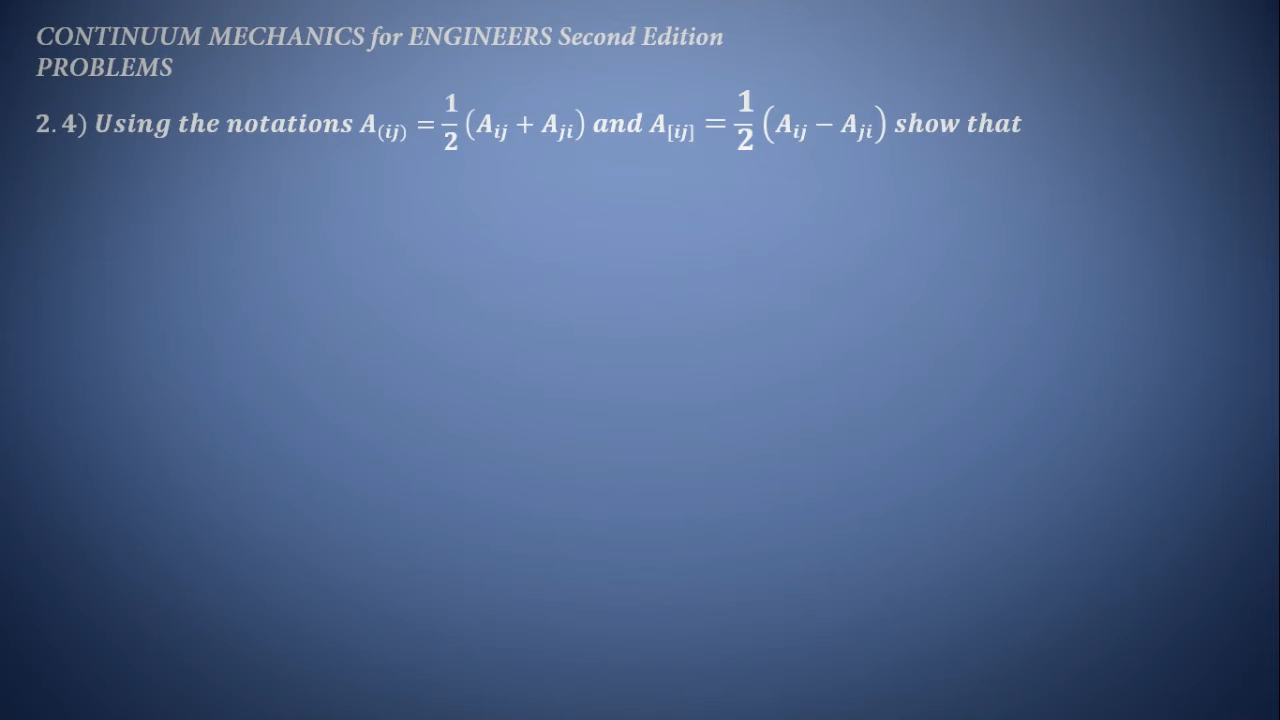 CONTINUUM MECHANICS for ENGINEERS Second Edition
PROBLEMS
2.4) Using the notations A₍ᵢⱼ₎ = 1/2 (Aᵢⱼ + Aⱼᵢ) and A[ᵢⱼ] = 1/2 (Aᵢⱼ − Aⱼᵢ) show that